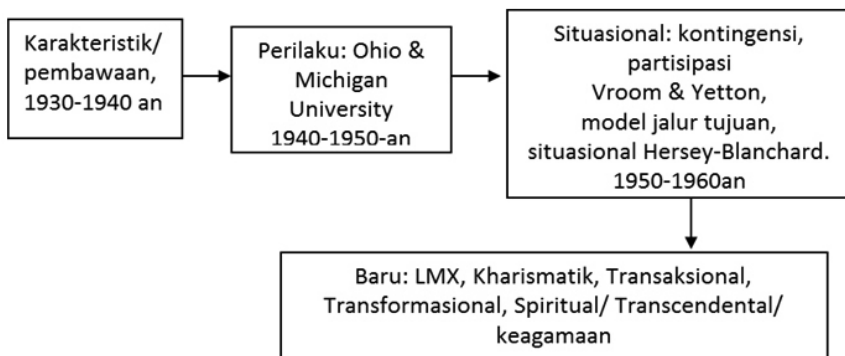 Karakteristik/
pembawaan,
1930-1940 an
Perilaku: Ohio &
Michigan
University
1940-1950-an
Situasional: kontingensi,
partisipasi
Vroom & Yetton,
model jalur tujuan,
situasional Hersey-Blanchard.
1950-1960an
Baru: LMX, Kharismatik, Transaksional,
Transformasional, Spiritual/ Transcendental/
keagamaan